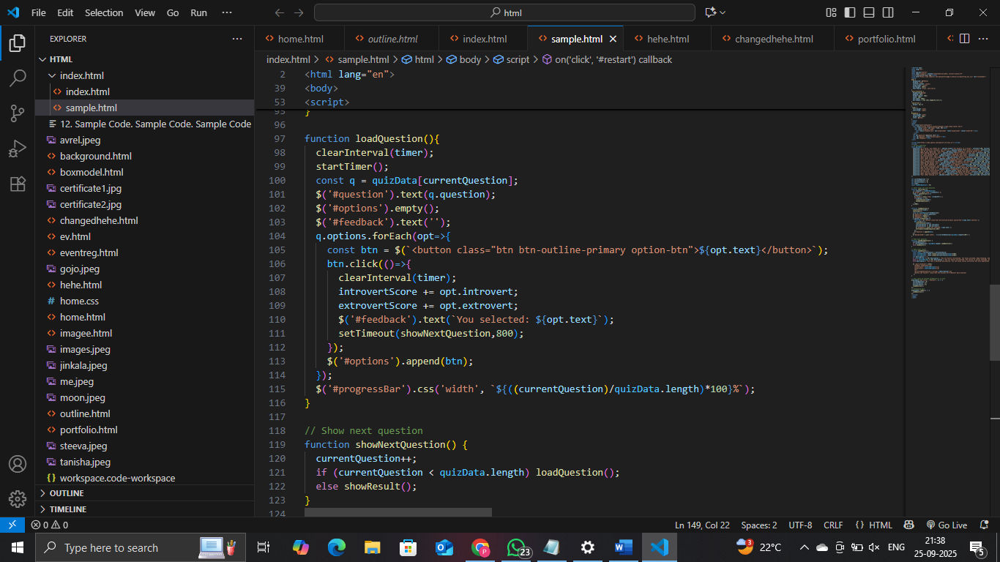 File Edit Selection View Go Run ···
html
EXPLORER ···
home.html outline.html index.html sample.html hehe.html changedhehe.html portfolio.html ···
index.html > sample.html > html > body > script > on('click', '#restart') callback
HTML
index.html
index.html
sample.html
12. Sample Code. Sample Code. Sample Code
avrel.jpeg
background.html
boxmodel.html
certificate1.jpg
certificate2.jpg
changedhehe.html
ev.html
eventreg.html
gojo.jpeg
hehe.html
home.css
home.html
imagee.html
images.jpeg
jinkala.jpeg
me.jpeg
moon.jpeg
outline.html
portfolio.html
steeva.jpeg
tanisha.jpeg
workspace.code-workspace
OUTLINE
TIMELINE
2 <html lang="en">
39 <body>
53 <script>
95 }
96
97 function loadQuestion(){
98 clearInterval(timer);
99 startTimer();
100 const q = quizData[currentQuestion];
101 $('#question').text(q.question);
102 $('#options').empty();
103 $('#feedback').text('');
104 q.options.forEach(opt=>{
105 const btn = $(`<button class="btn btn-outline-primary option-btn">${opt.text}</button>`);
106 btn.click(()=>{
107 clearInterval(timer);
108 introvertScore += opt.introvert;
109 extrovertScore += opt.extrovert;
110 $('#feedback').text(`You selected: ${opt.text}`);
111 setTimeout(showNextQuestion,800);
112 });
113 $('#options').append(btn);
114 });
115 $('#progressBar').css('width', `${((currentQuestion)/quizData.length)*100}%`);
116 }
117
118 // Show next question
119 function showNextQuestion() {
120 currentQuestion++;
121 if (currentQuestion < quizData.length) loadQuestion();
122 else showResult();
123 }
124
0 0
Ln 149, Col 22 Spaces: 2 UTF-8 CRLF { } HTML Go Live
Type here to search
23
3
22°C
ENG
21:38
25-09-2025
5